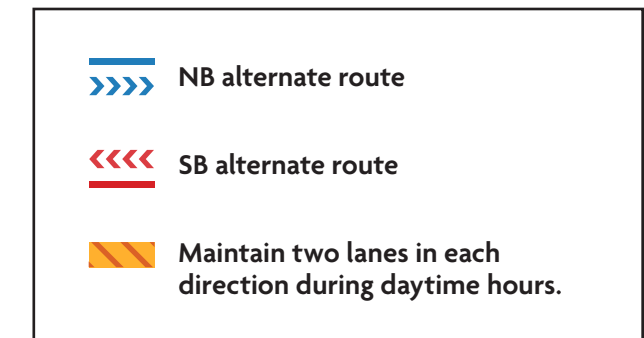 NB alternate route
SB alternate route
Maintain two lanes in each
direction during daytime hours.